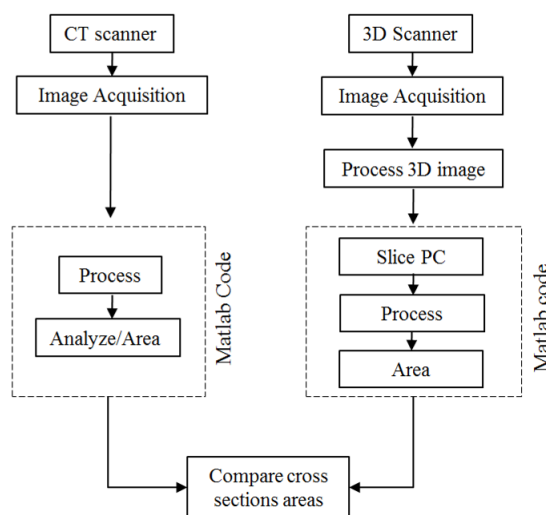 CT scanner
3D Scanner
Image Acquisition
Image Acquisition
Process 3D image
Process
Analyze/Area
Matlab Code
Slice PC
Process
Area
Matlab code
Compare cross
sections areas